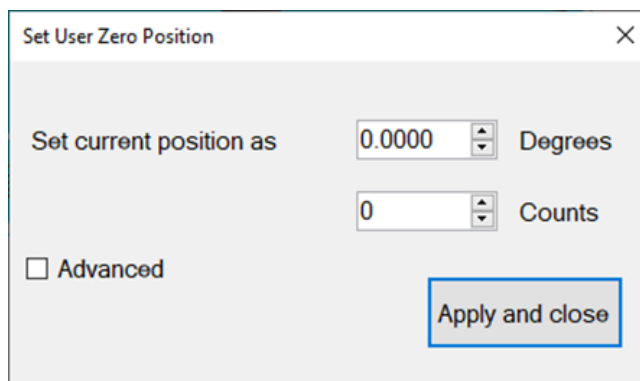 Set User Zero Position
Set current position as 0.0000 Degrees
0 Counts
Advanced
Apply and close